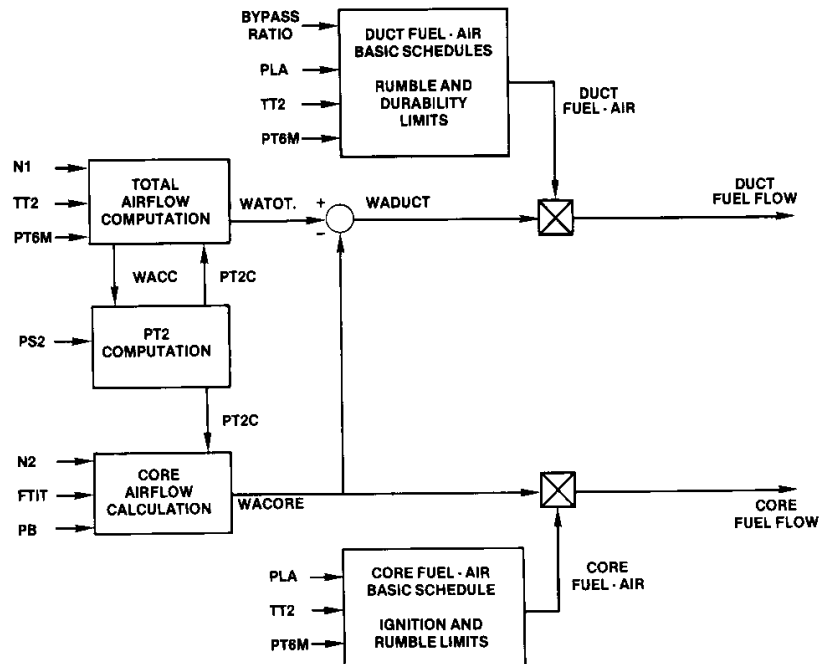 BYPASS
RATIO
PLA
TT2
PT6M
DUCT FUEL - AIR
BASIC SCHEDULES
RUMBLE AND
DURABILITY
LIMITS
DUCT
FUEL - AIR
N1
TT2
PT6M
TOTAL
AIRFLOW
COMPUTATION
WATOT.
+
−
WADUCT
DUCT
FUEL FLOW
WACC
PT2C
PS2
PT2
COMPUTATION
PT2C
N2
FTIT
PB
CORE
AIRFLOW
CALCULATION
WACORE
CORE
FUEL FLOW
PLA
TT2
PT6M
CORE FUEL - AIR
BASIC SCHEDULE
IGNITION AND
RUMBLE LIMITS
CORE
FUEL - AIR